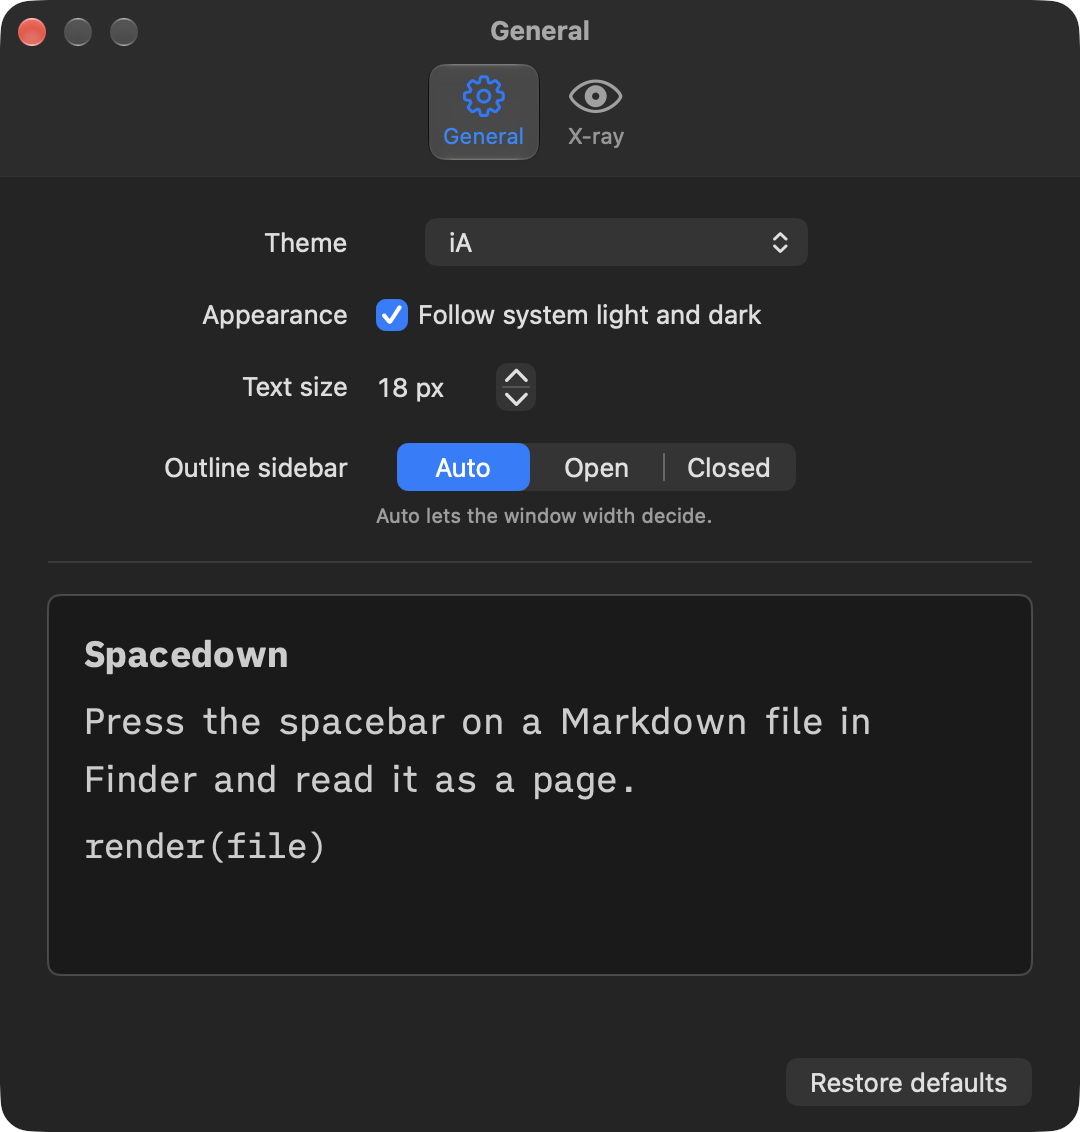 General
General
X-ray
Theme
iA
Appearance
Follow system light and dark
Text size
18 px
Outline sidebar
Auto
Open
Closed
Auto lets the window width decide.
Spacedown
Press the spacebar on a Markdown file in
Finder and read it as a page.
render(file)
Restore defaults